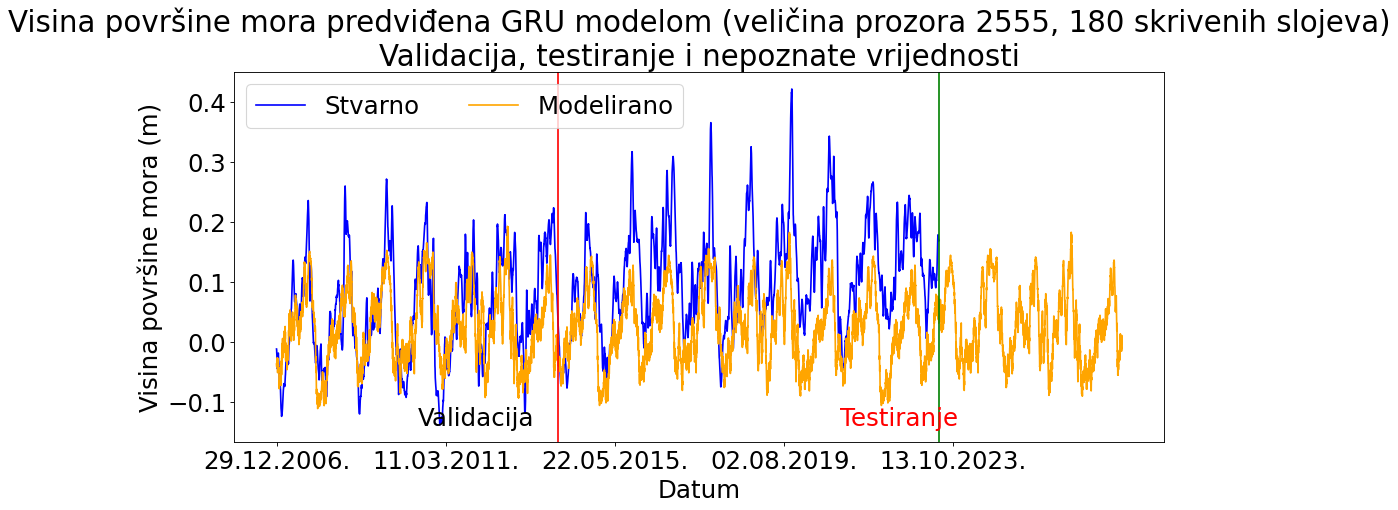 Visina površine mora predviđena GRU modelom (veličina prozora 2555, 180 skrivenih slojeva)
Validacija, testiranje i nepoznate vrijednosti
Stvarno
Modelirano
Visina površine mora (m)
0.4
0.3
0.2
0.1
0.0
−0.1
Validacija
Testiranje
29.12.2006.
11.03.2011.
22.05.2015.
02.08.2019.
13.10.2023.
Datum